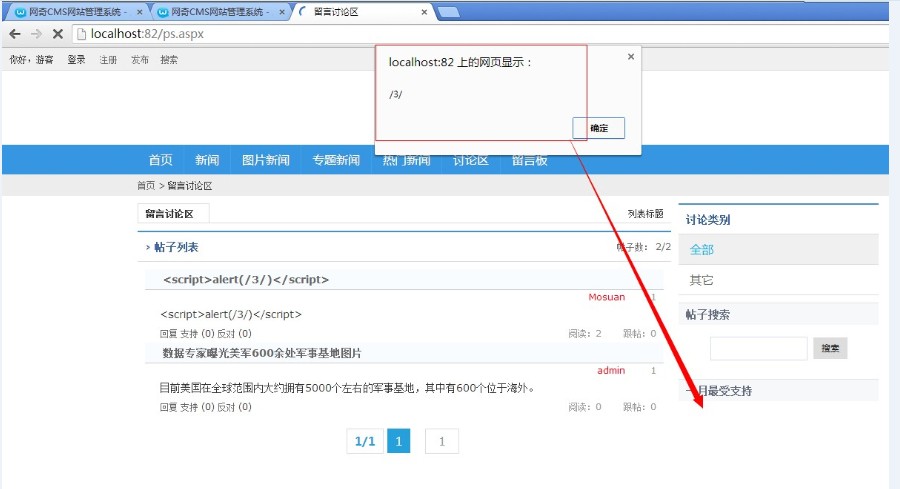 网奇CMS网站管理系统 -
网奇CMS网站管理系统 -
留言讨论区
localhost:82/ps.aspx
你好，游客 登录 注册 发布 搜索
localhost:82 上的网页显示：
/3/
确定
首页 新闻 图片新闻 专题新闻 热门新闻 讨论区 留言板
首页 > 留言讨论区
留言讨论区 列表标题
› 帖子列表 帖子数： 2/2
<script>alert(/3/)</script>
Mosuan 1
<script>alert(/3/)</script>
回复 支持 (0) 反对 (0) 阅读：2 跟帖：0
数据专家曝光美军600余处军事基地图片
admin 1
目前美国在全球范围内大约拥有5000个左右的军事基地，其中有600个位于海外。
回复 支持 (0) 反对 (0) 阅读：0 跟帖：0
1/1 1 1
讨论类别
全部
其它
帖子搜索
搜索
一月最受支持